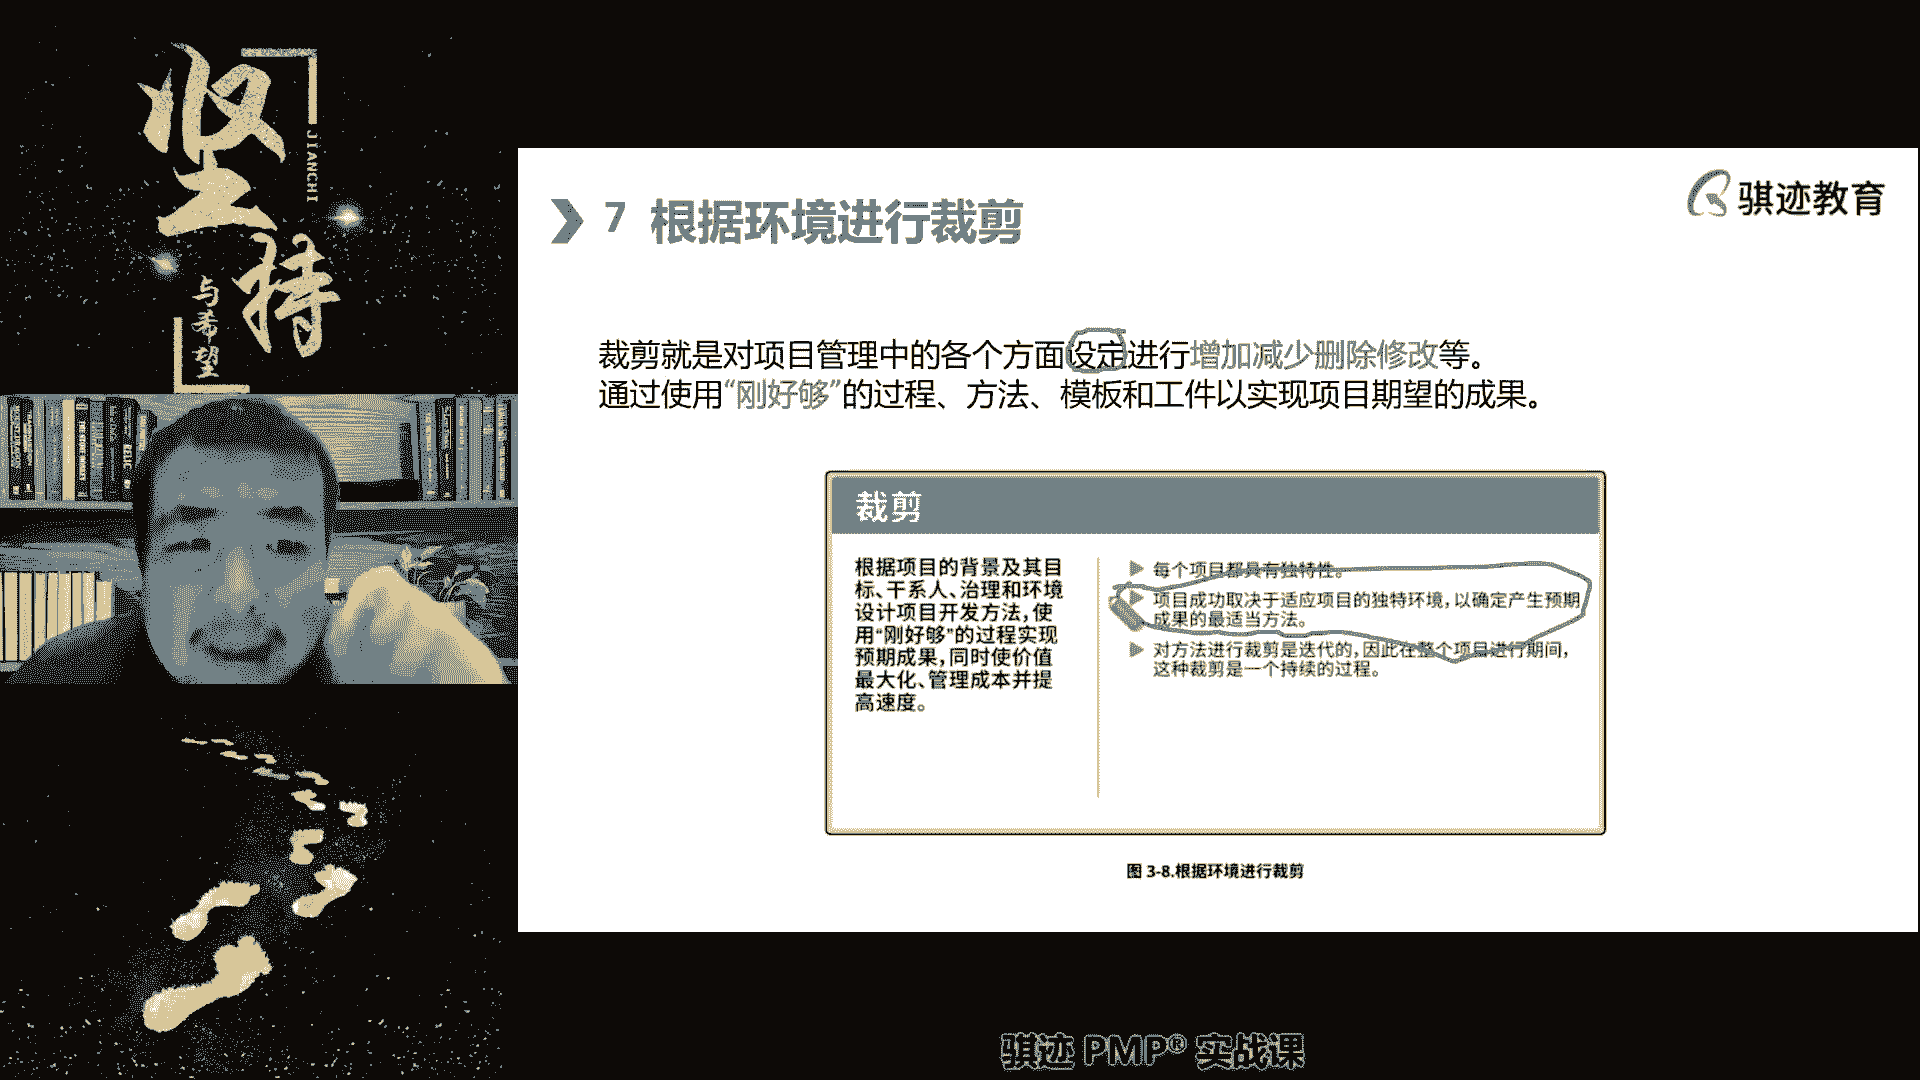 坚持
JIANCHI
与希望
骐迹教育
7 根据环境进行裁剪
裁剪就是对项目管理中的各个方面设定进行增加减少删除修改等。
通过使用“刚好够”的过程、方法、模板和工件以实现项目期望的成果。
裁剪
根据项目的背景及其目
标、干系人、治理和环境
设计项目开发方法，使
用“刚好够”的过程实现
预期成果，同时使价值
最大化、管理成本并提
高速度。
每个项目都具有独特性。
项目成功取决于适应项目的独特环境，以确定产生预期
成果的最适当方法。
对方法进行裁剪是迭代的，因此在整个项目进行期间，
这种裁剪是一个持续的过程。
图 3-8.根据环境进行裁剪
骐迹 PMP® 实战课